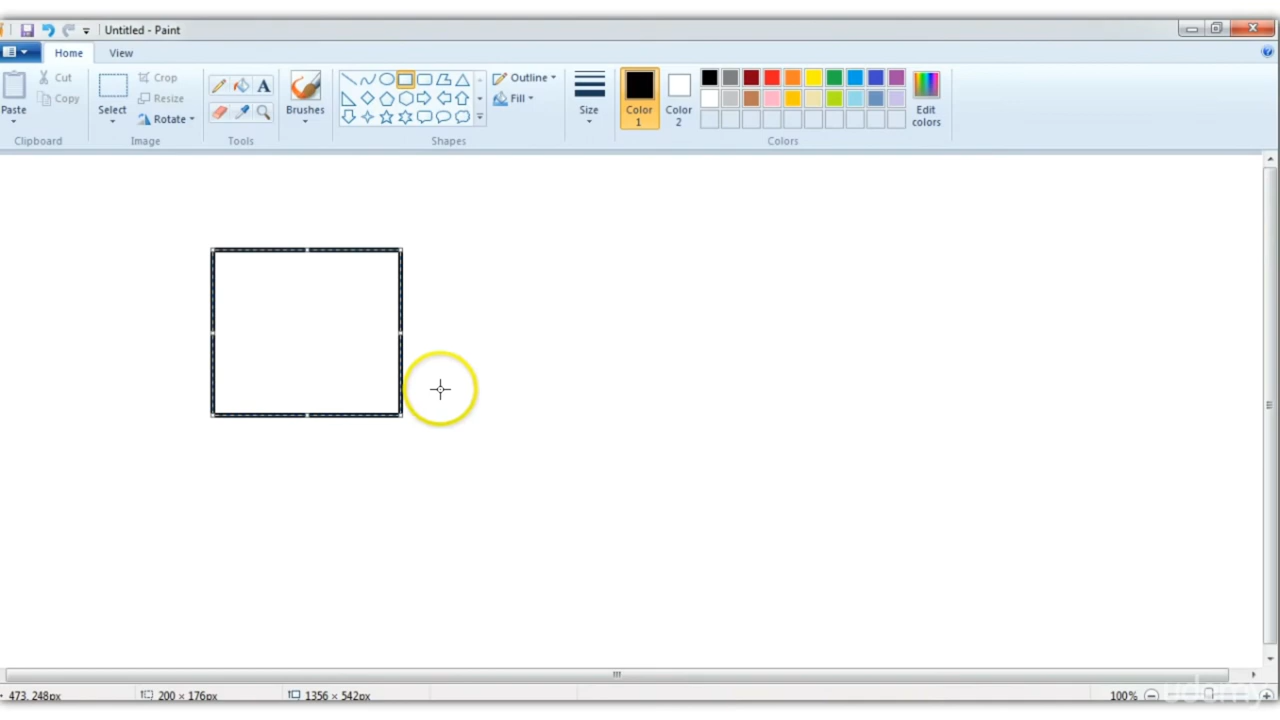 Untitled - Paint
Home View
Paste
Cut
Copy
Clipboard
Select
Crop
Resize
Rotate
Image
A
Tools
Brushes
Shapes
Outline
Fill
Size
Color 1
Color 2
Edit colors
Colors
473, 248px
200 × 176px
1356 × 542px
100%
udemy